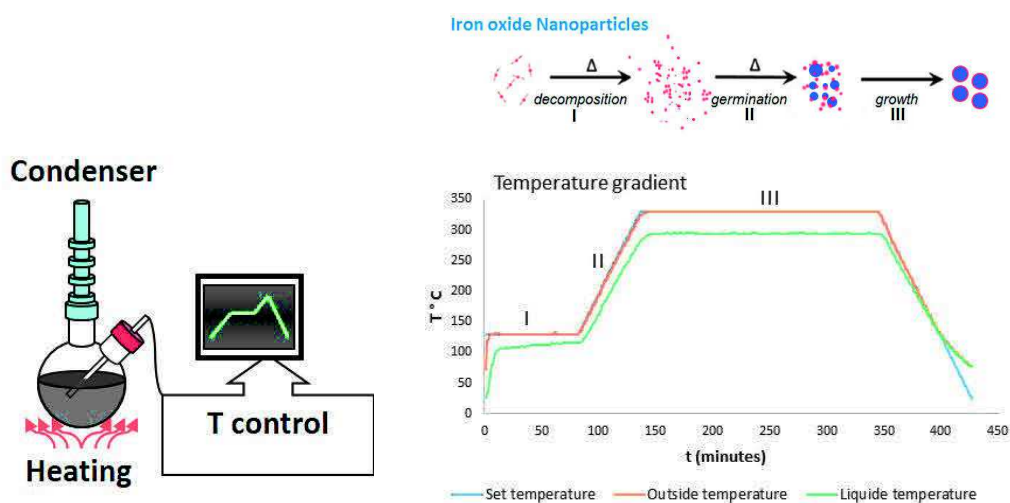 Iron oxide Nanoparticles
Δ
Δ
decomposition
germination
growth
I
II
III
Condenser
T control
Heating
Temperature gradient
350
300
250
200
150
100
50
0
T°C
I
II
III
0
50
100
150
200
250
300
350
400
450
t (minutes)
Set temperature
Outside temperature
Liquide temperature